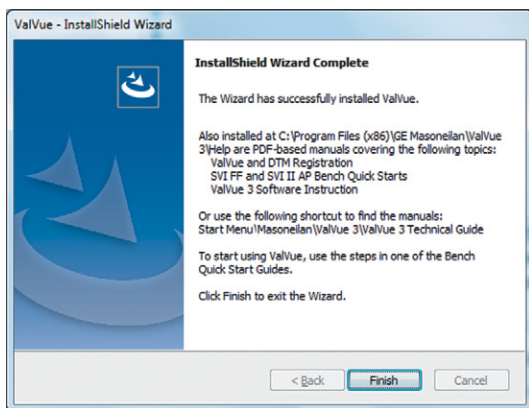 ValVue - InstallShield Wizard
InstallShield Wizard Complete
The Wizard has successfully installed ValVue.
Also installed at C:\Program Files (x86)\GE Masoneilan\ValVue
3\Help are PDF-based manuals covering the following topics:
ValVue and DTM Registration
SVI FF and SVI II AP Bench Quick Starts
ValVue 3 Software Instruction
Or use the following shortcut to find the manuals:
Start Menu\Masoneilan\ValVue 3\ValVue 3 Technical Guide
To start using ValVue, use the steps in one of the Bench
Quick Start Guides.
Click Finish to exit the Wizard.
< Back
Finish
Cancel